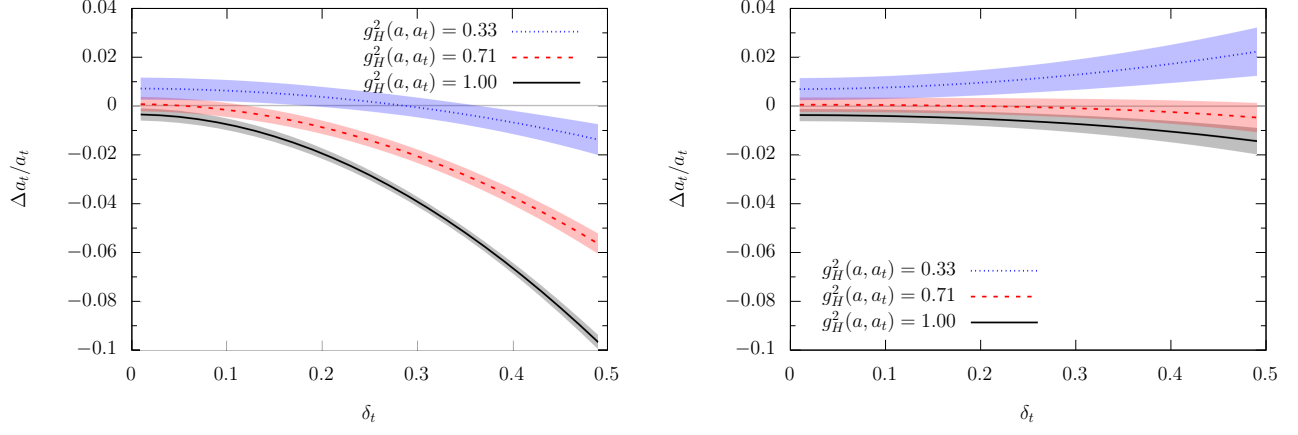 0.04
0.02
0
−0.02
−0.04
−0.06
−0.08
−0.1
0
0.1
0.2
0.3
0.4
0.5
Δa_t/a_t
δ_t
g_H^2(a, a_t) = 0.33
g_H^2(a, a_t) = 0.71
g_H^2(a, a_t) = 1.00
0.04
0.02
0
−0.02
−0.04
−0.06
−0.08
−0.1
0
0.1
0.2
0.3
0.4
0.5
Δa_t/a_t
δ_t
g_H^2(a, a_t) = 0.33
g_H^2(a, a_t) = 0.71
g_H^2(a, a_t) = 1.00